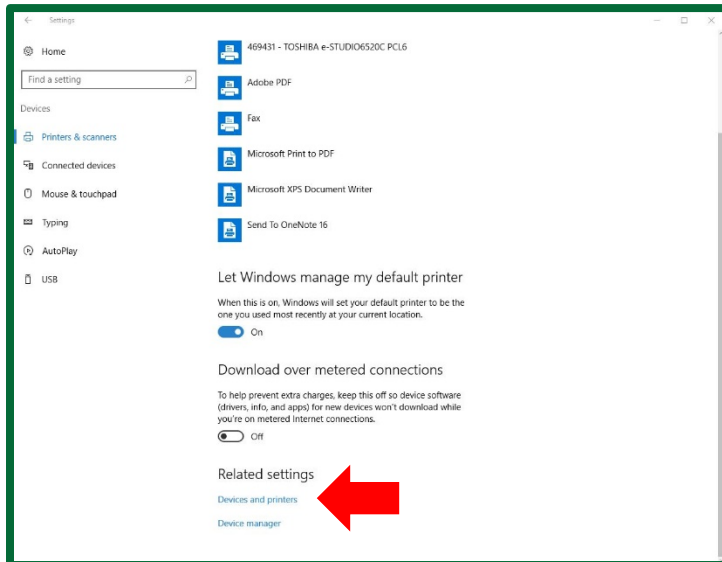 Settings
Home
Find a setting
Devices
Printers & scanners
Connected devices
Mouse & touchpad
Typing
AutoPlay
USB
469431 - TOSHIBA e-STUDIO6520C PCL6
Adobe PDF
Fax
Microsoft Print to PDF
Microsoft XPS Document Writer
Send To OneNote 16
Let Windows manage my default printer
When this is on, Windows will set your default printer to be the
one you used most recently at your current location.
On
Download over metered connections
To help prevent extra charges, keep this off so device software
(drivers, info, and apps) for new devices won't download while
you're on metered Internet connections.
Off
Related settings
Devices and printers
Device manager